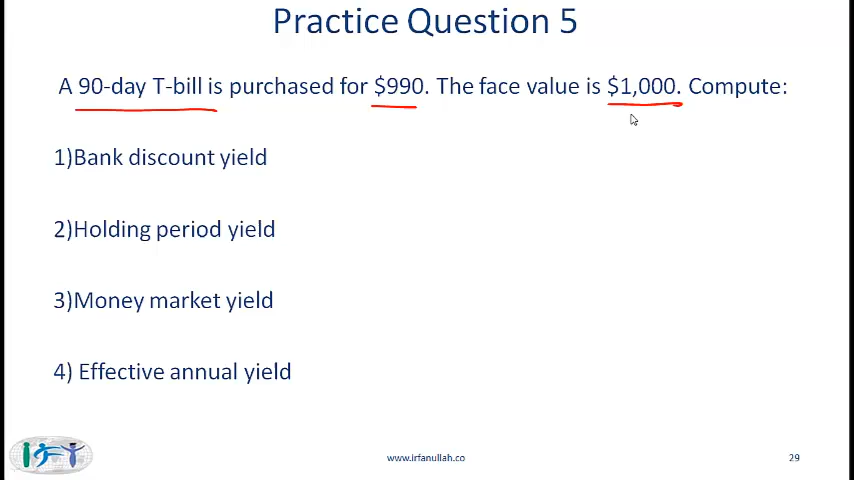 Practice Question 5
A 90-day T-bill is purchased for $990. The face value is $1,000. Compute:
1)Bank discount yield
2)Holding period yield
3)Money market yield
4) Effective annual yield
www.irfanullah.co
29